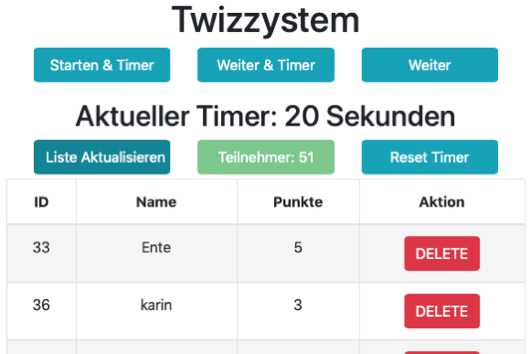 Twizzystem
Starten & Timer Weiter & Timer Weiter
Aktueller Timer: 20 Sekunden
Liste Aktualisieren Teilnehmer: 51 Reset Timer
ID Name Punkte Aktion
33 Ente 5 DELETE
36 karin 3 DELETE